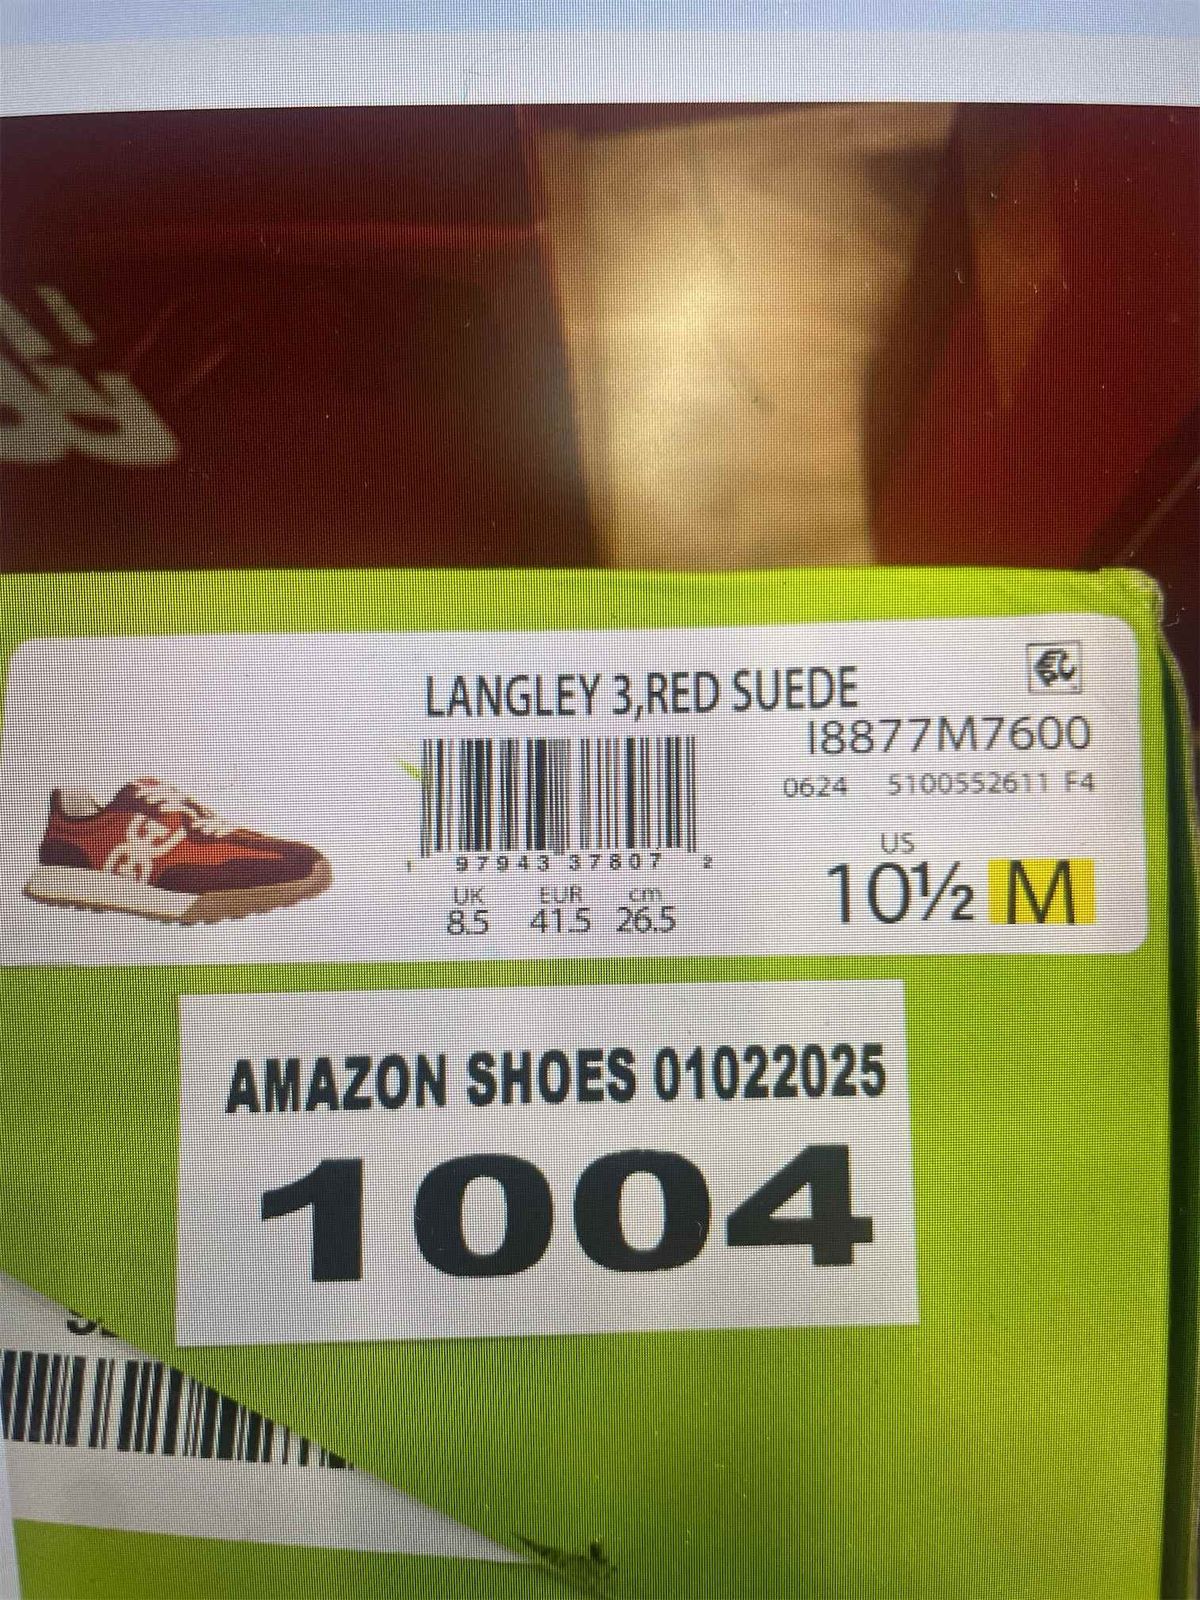 LANGLEY 3,RED SUEDE
I8877M7600
0624 5100552611 F4
1 97943 37807 2
UK EUR cm
8.5 41.5 26.5
US
10½ M
AMAZON SHOES 01022025
1004